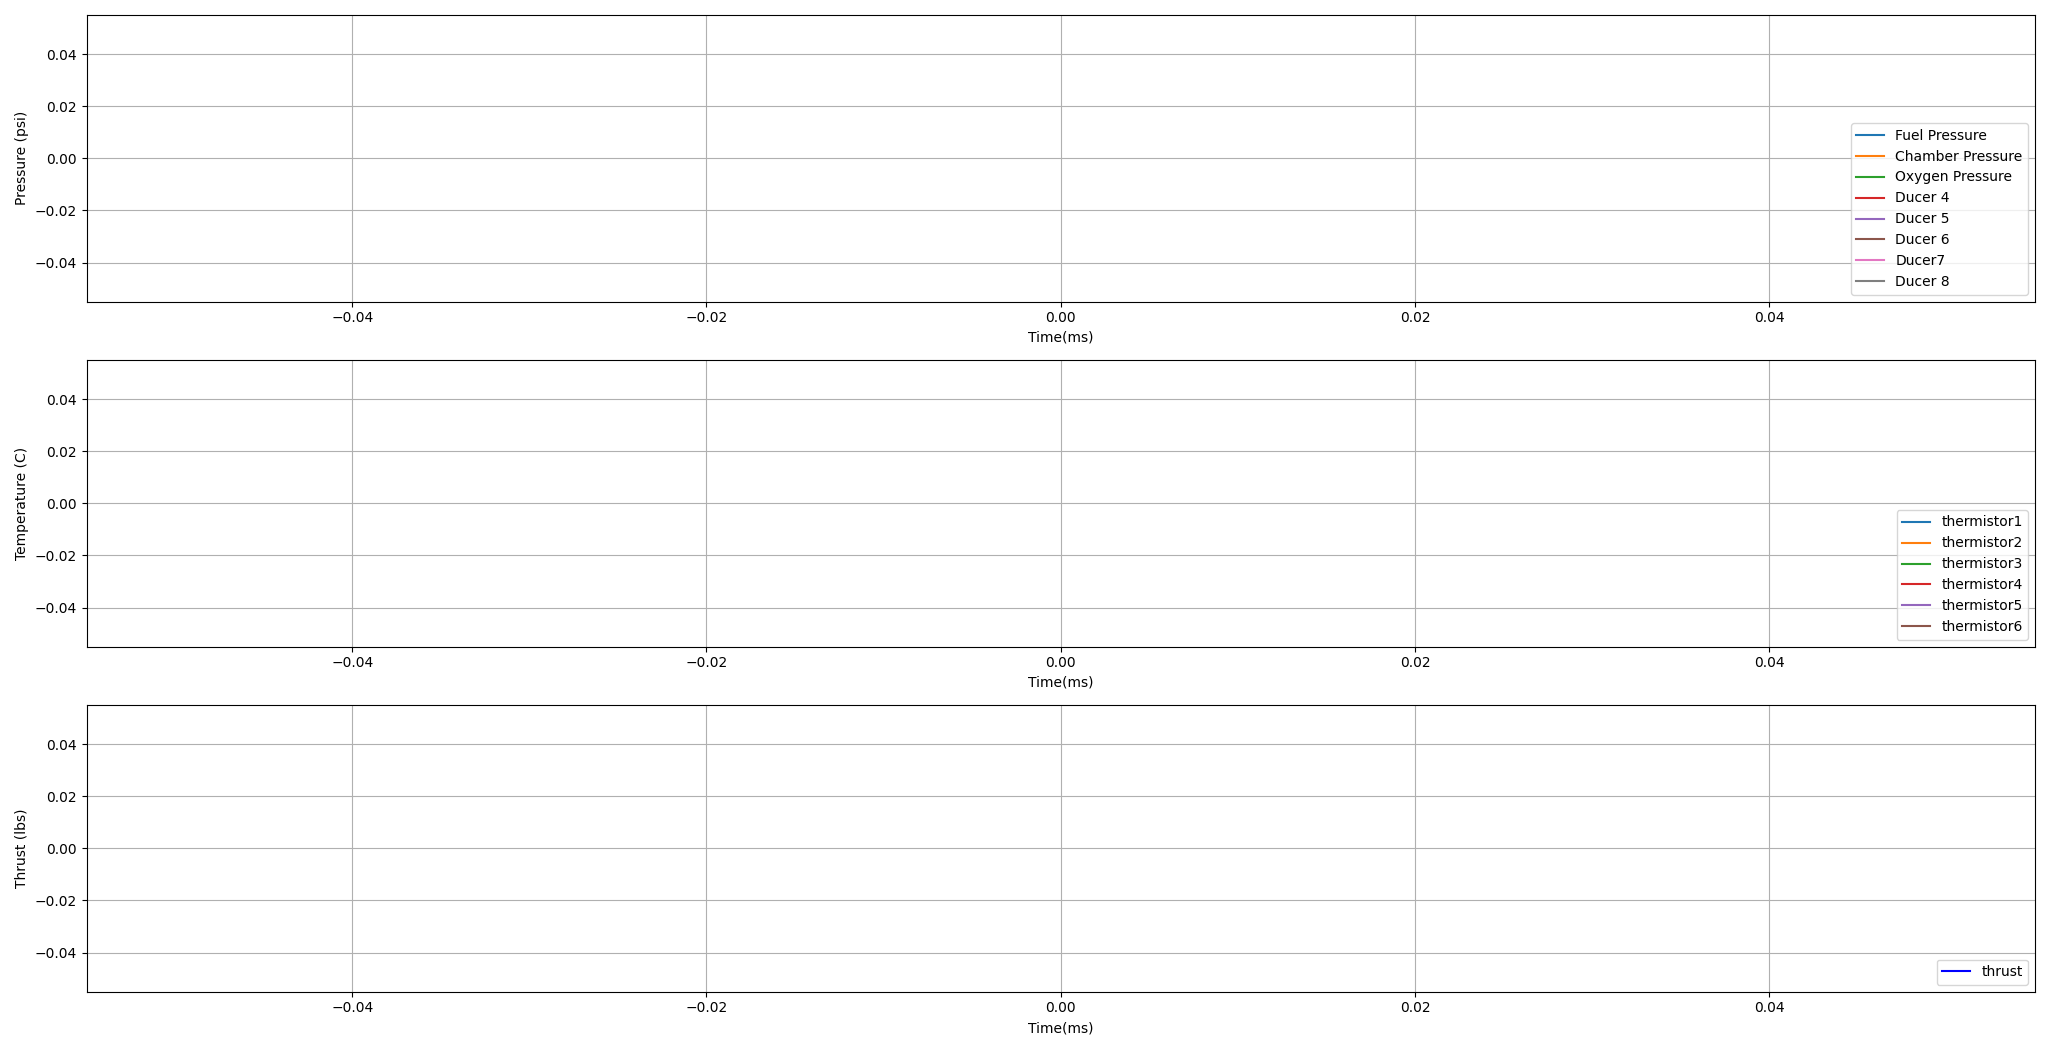 0.04
0.02
0.00
−0.02
−0.04
Pressure (psi)
Fuel Pressure
Chamber Pressure
Oxygen Pressure
Ducer 4
Ducer 5
Ducer 6
Ducer7
Ducer 8
−0.04 −0.02 0.00 0.02 0.04
Time(ms)
0.04
0.02
0.00
−0.02
−0.04
Temperature (C)
thermistor1
thermistor2
thermistor3
thermistor4
thermistor5
thermistor6
−0.04 −0.02 0.00 0.02 0.04
Time(ms)
0.04
0.02
0.00
−0.02
−0.04
Thrust (lbs)
thrust
−0.04 −0.02 0.00 0.02 0.04
Time(ms)